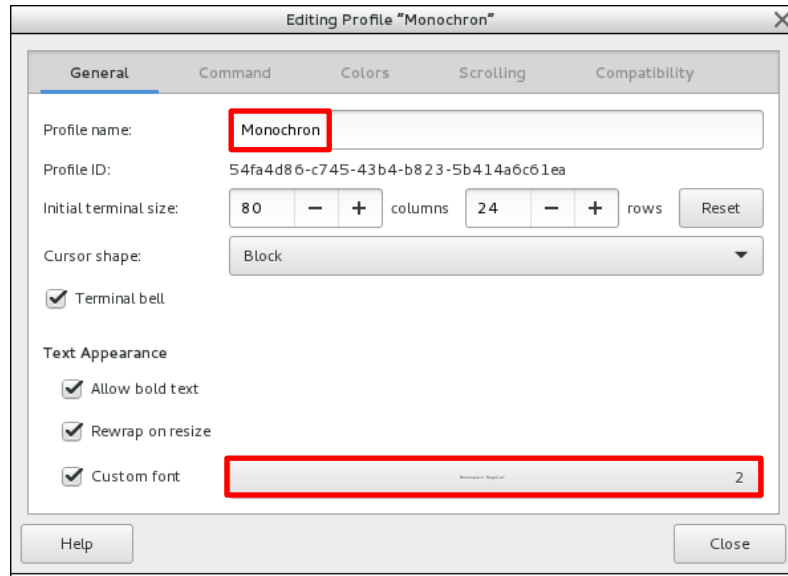 Editing Profile “Monochron”
General Command Colors Scrolling Compatibility
Profile name: Monochron
Profile ID: 54fa4d86-c745-43b4-b823-5b414a6c61ea
Initial terminal size: 80 columns 24 rows Reset
Cursor shape: Block
Terminal bell
Text Appearance
Allow bold text
Rewrap on resize
Custom font Monospace Regular 2
Help Close